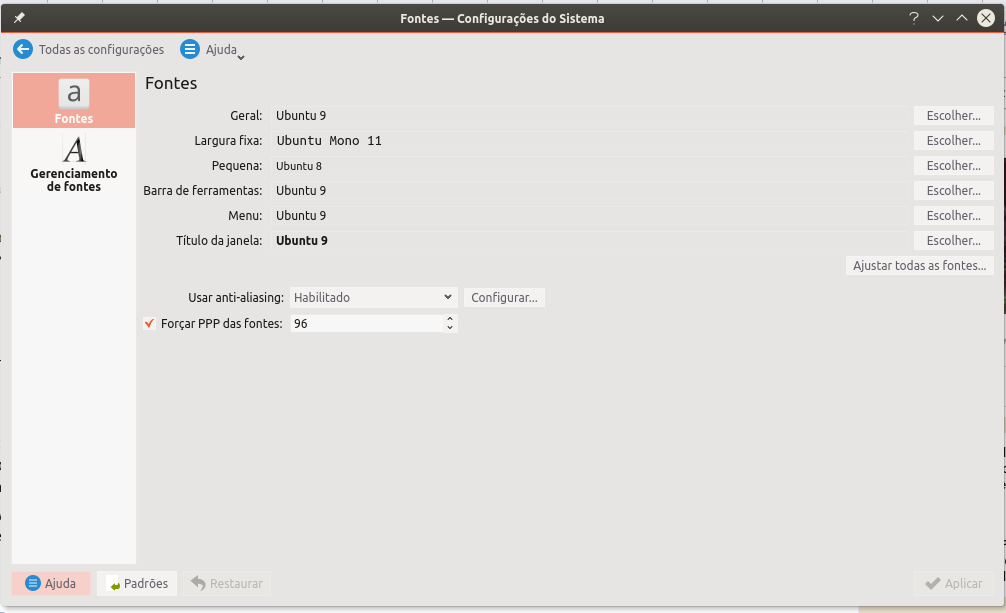 Fontes — Configurações do Sistema
Todas as configurações Ajuda
Fontes
Gerenciamento
de fontes
Fontes
Geral: Ubuntu 9 Escolher...
Largura fixa: Ubuntu Mono 11 Escolher...
Pequena: Ubuntu 8 Escolher...
Barra de ferramentas: Ubuntu 9 Escolher...
Menu: Ubuntu 9 Escolher...
Título da janela: Ubuntu 9 Escolher...
Ajustar todas as fontes...
Usar anti-aliasing: Habilitado Configurar...
Forçar PPP das fontes: 96
Ajuda Padrões Restaurar Aplicar